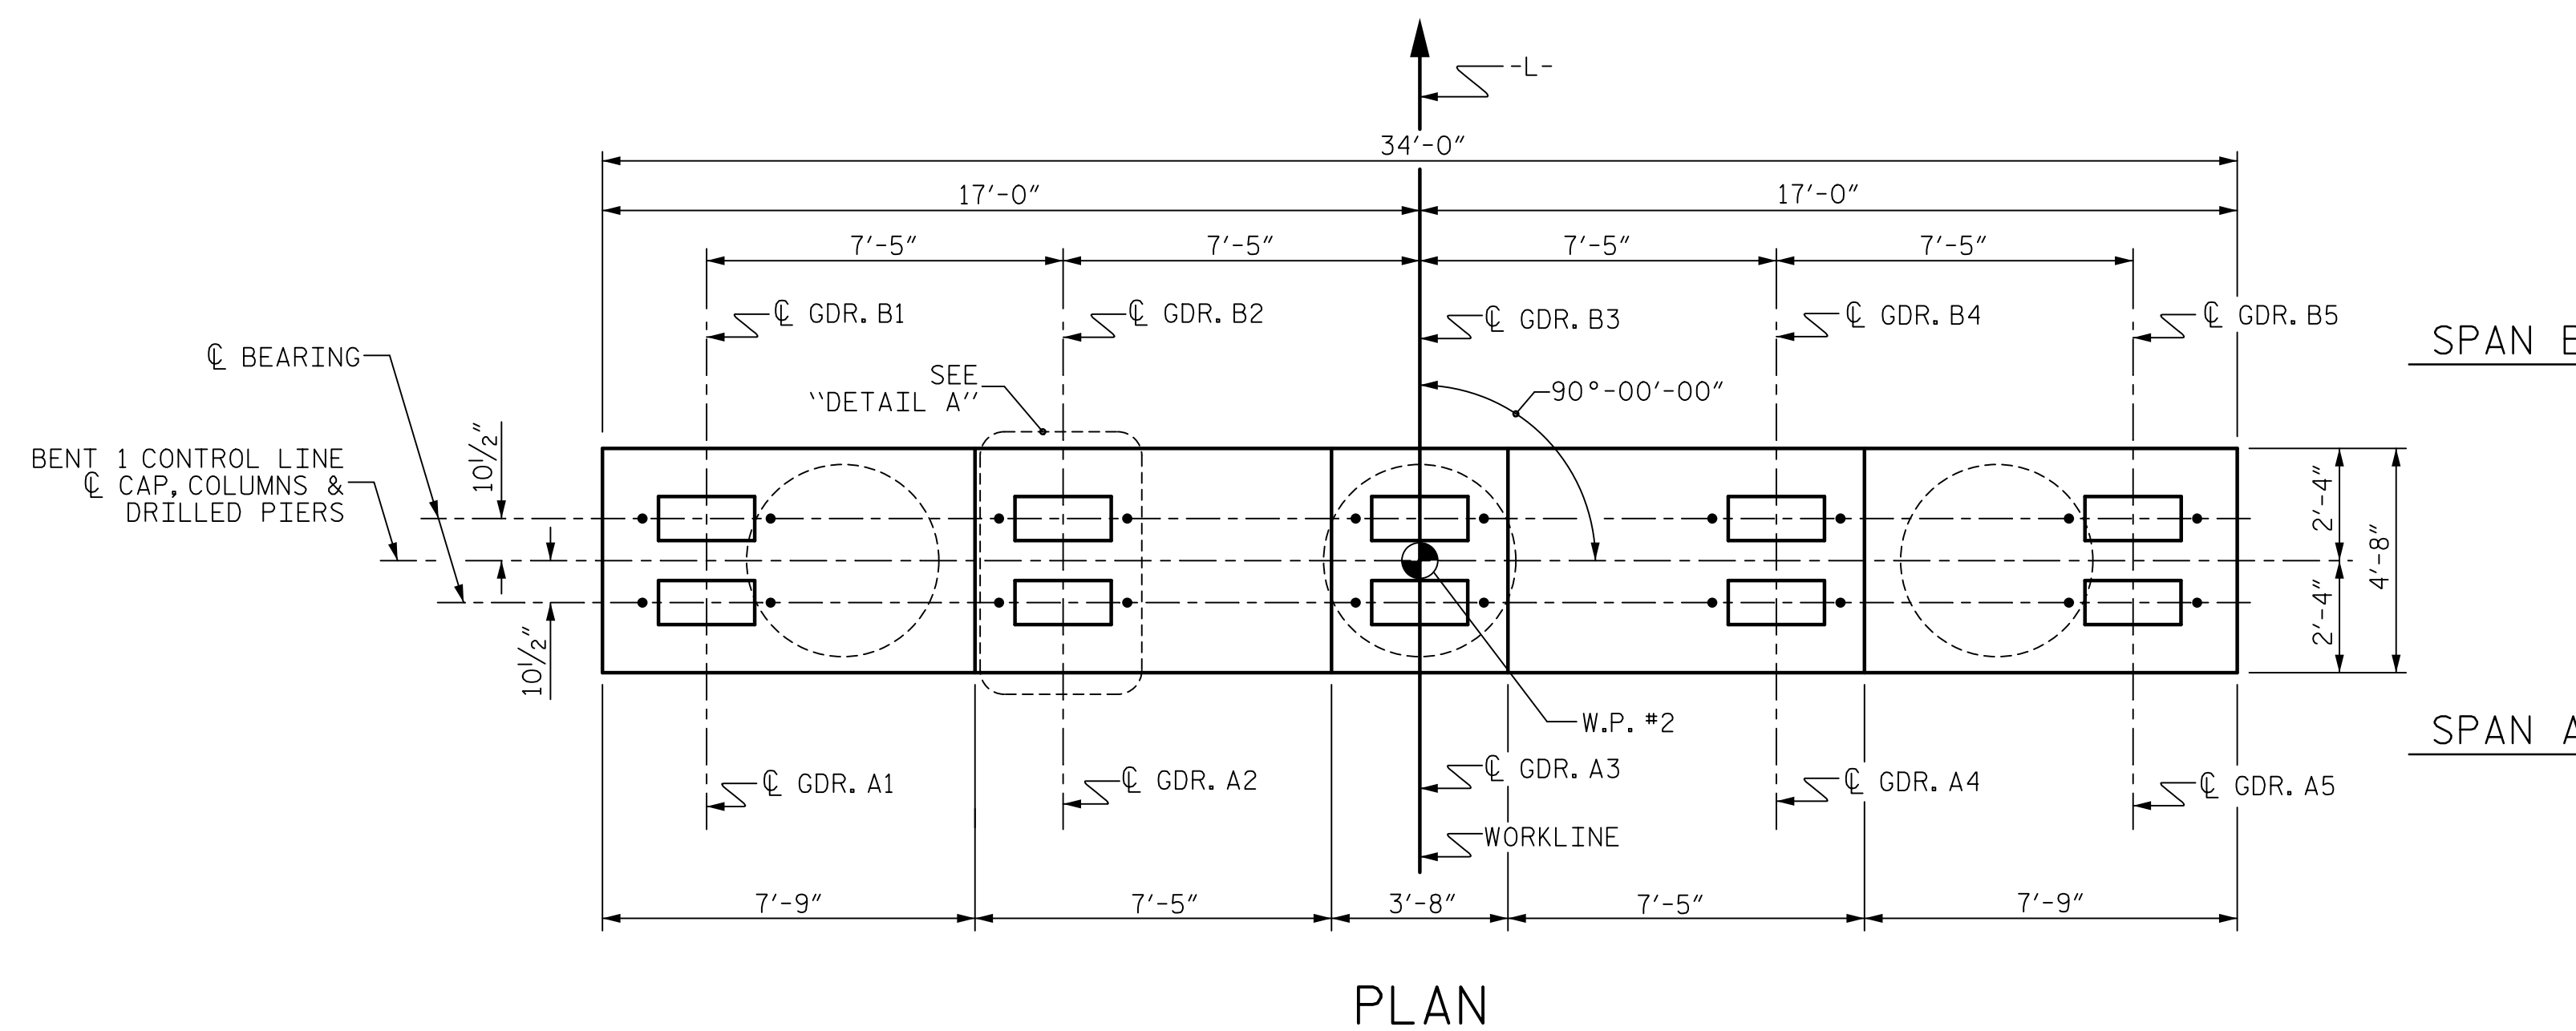 -L-
34'-0"
17'-0" 17'-0"
7'-5" 7'-5" 7'-5" 7'-5"
℄ GDR. B1 ℄ GDR. B2 ℄ GDR. B3 ℄ GDR. B4 ℄ GDR. B5
SPAN B
℄ BEARING
SEE
"DETAIL A"
90°-00'-00"
BENT 1 CONTROL LINE
℄ CAP, COLUMNS &
DRILLED PIERS
10½"
10½"
2'-4"
2'-4"
4'-8"
W.P. #2
SPAN A
℄ GDR. A1 ℄ GDR. A2 ℄ GDR. A3 ℄ GDR. A4 ℄ GDR. A5
WORKLINE
7'-9" 7'-5" 3'-8" 7'-5" 7'-9"
PLAN